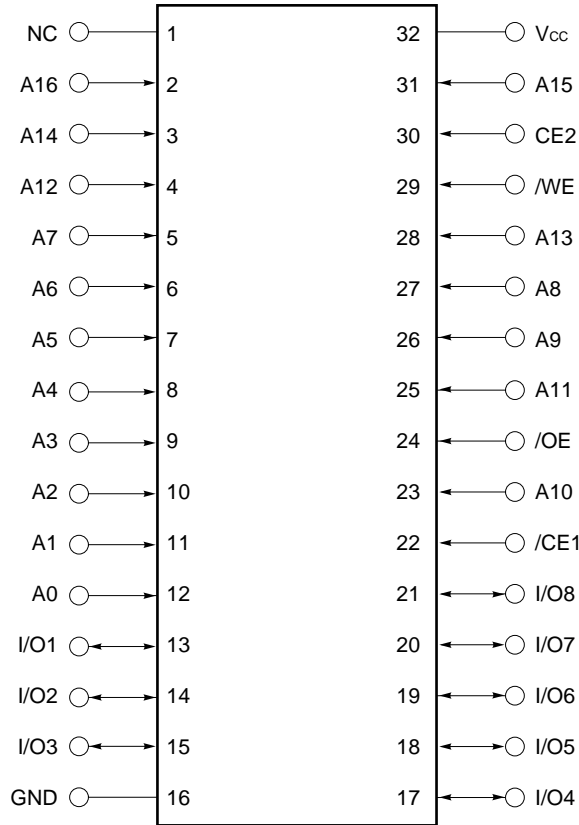 NC 1 32 Vcc
A16 2 31 A15
A14 3 30 CE2
A12 4 29 /WE
A7 5 28 A13
A6 6 27 A8
A5 7 26 A9
A4 8 25 A11
A3 9 24 /OE
A2 10 23 A10
A1 11 22 /CE1
A0 12 21 I/O8
I/O1 13 20 I/O7
I/O2 14 19 I/O6
I/O3 15 18 I/O5
GND 16 17 I/O4